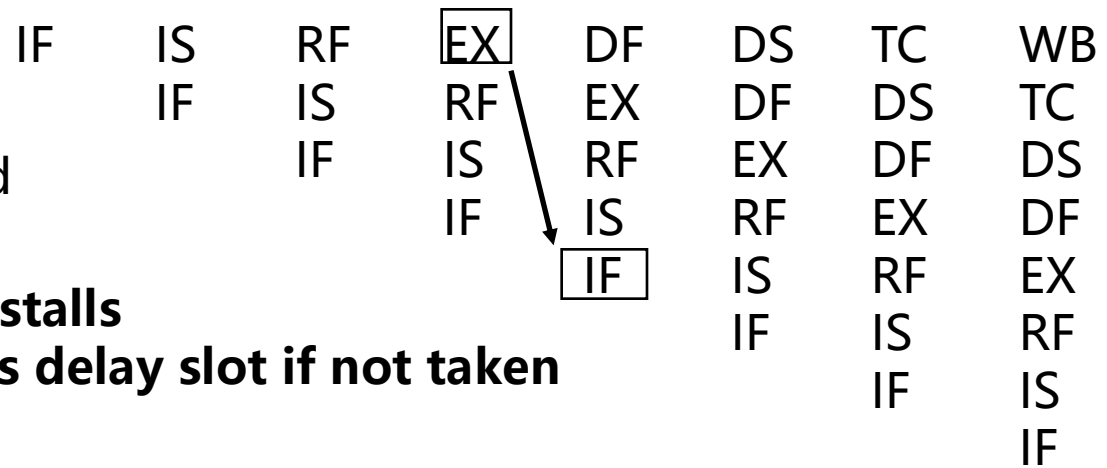 IF IS RF EX DF DS TC WB
IF IS RF EX DF DS TC
IF IS RF EX DF DS
IF IS RF EX DF
IF IS RF EX
stalls
IF IS RF
s delay slot if not taken
IF IS
IF